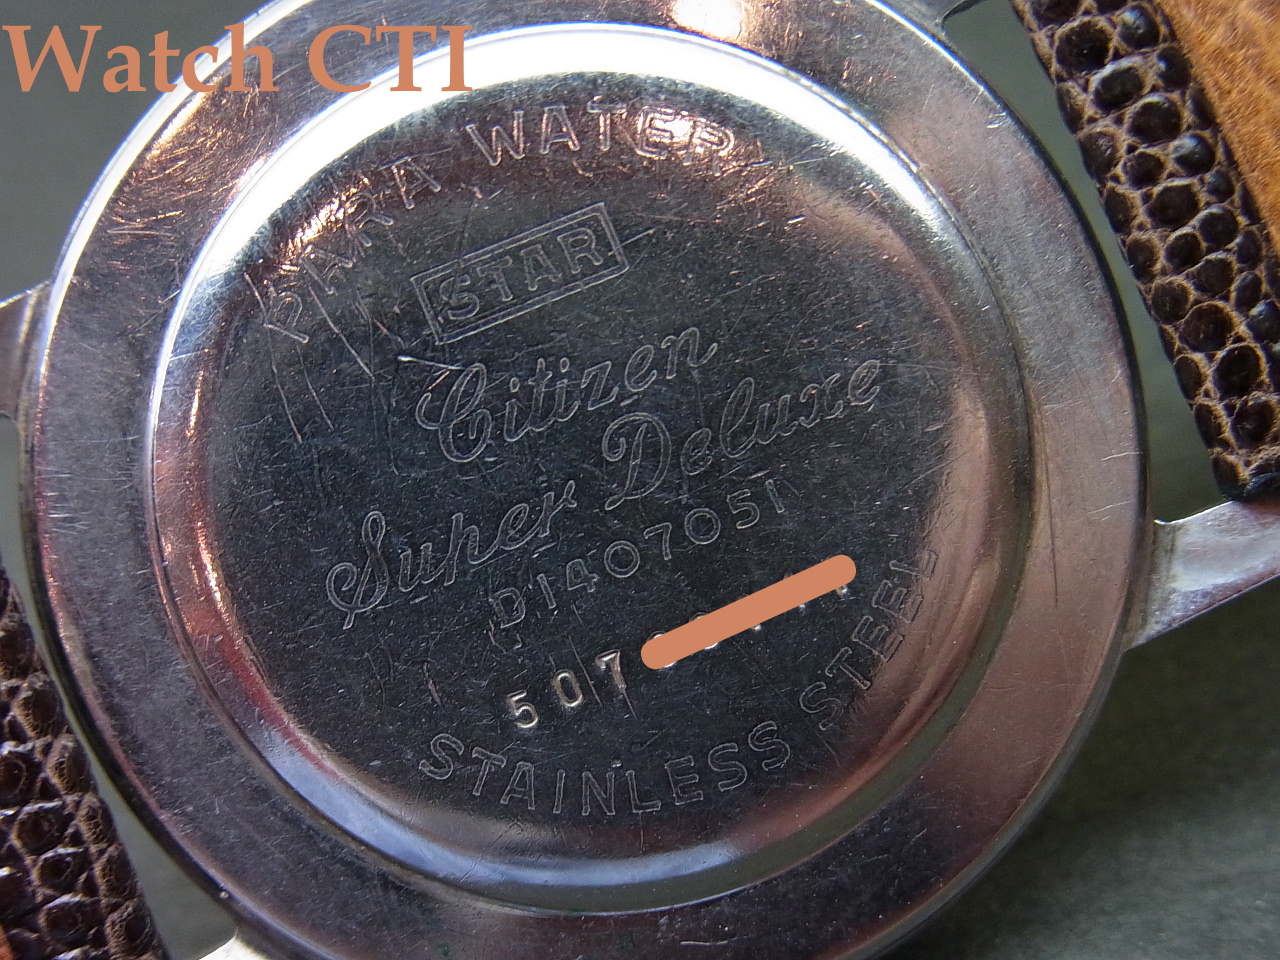 Watch CTI
PARA WATER
STAR
Citizen
Super Deluxe
D1407051
507
STAINLESS STEEL